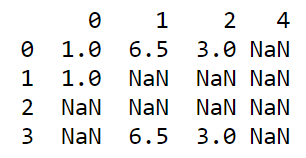 0 1 2 4
0 1.0 6.5 3.0 NaN
1 1.0 NaN NaN NaN
2 NaN NaN NaN NaN
3 NaN 6.5 3.0 NaN